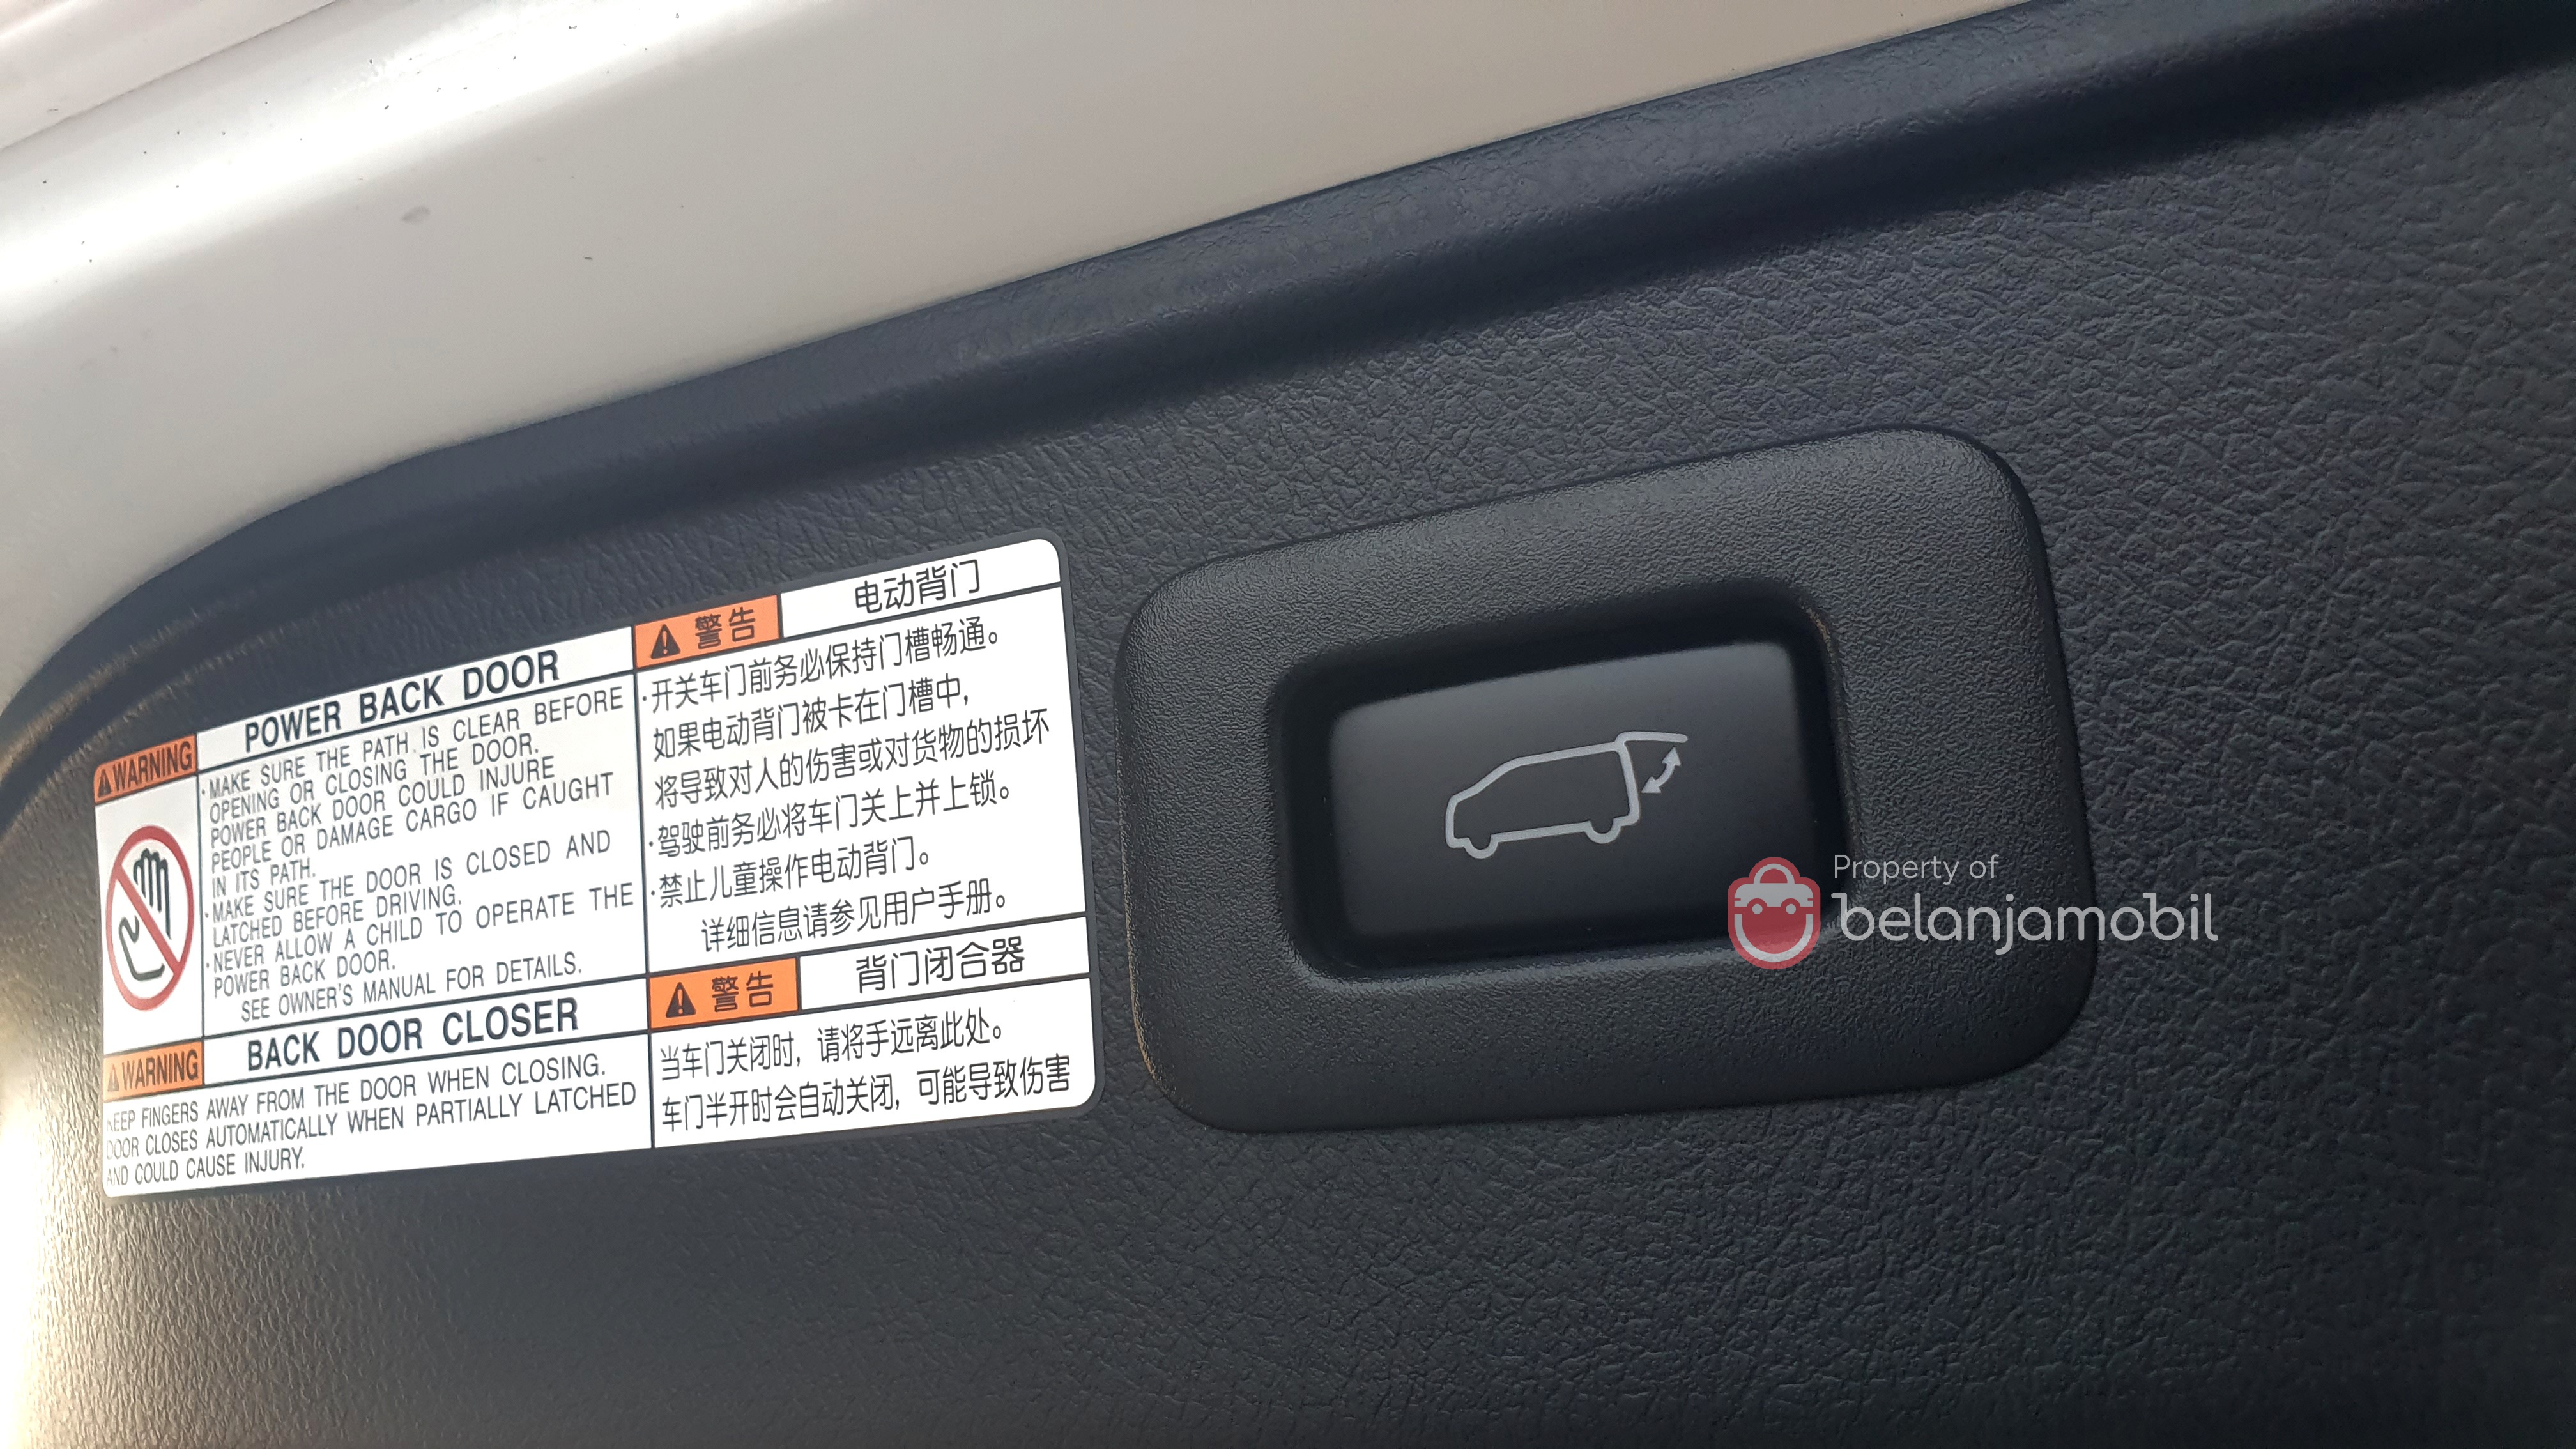 WARNING
POWER BACK DOOR
·MAKE SURE THE PATH IS CLEAR BEFORE
OPENING OR CLOSING THE DOOR.
POWER BACK DOOR COULD INJURE
PEOPLE OR DAMAGE CARGO IF CAUGHT
IN ITS PATH.
·MAKE SURE THE DOOR IS CLOSED AND
LATCHED BEFORE DRIVING.
·NEVER ALLOW A CHILD TO OPERATE THE
POWER BACK DOOR.
SEE OWNER'S MANUAL FOR DETAILS.
WARNING
BACK DOOR CLOSER
KEEP FINGERS AWAY FROM THE DOOR WHEN CLOSING.
DOOR CLOSES AUTOMATICALLY WHEN PARTIALLY LATCHED
AND COULD CAUSE INJURY.
警告
电动背门
·开关车门前务必保持门槽畅通。
如果电动背门被卡在门槽中,
将导致对人的伤害或对货物的损坏
·驾驶前务必将车门关上并上锁。
·禁止儿童操作电动背门。
详细信息请参见用户手册。
警告
背门闭合器
当车门关闭时, 请将手远离此处。
车门半开时会自动关闭, 可能导致伤害
Property of
belanjamobil